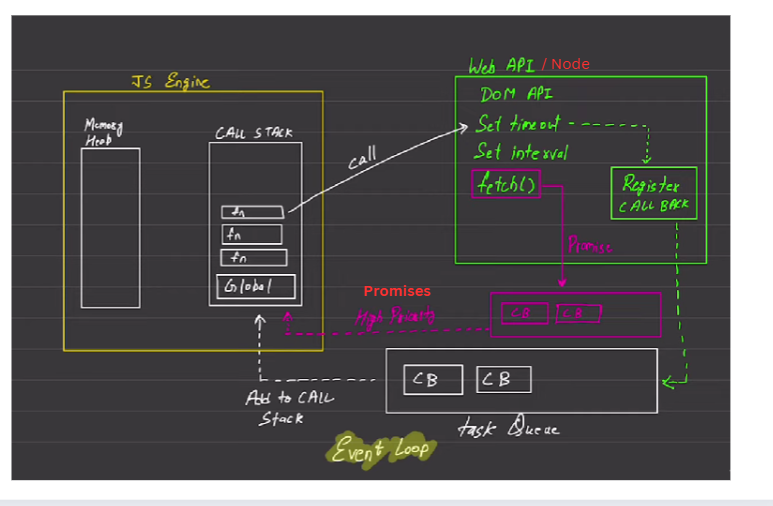 Web API / Node
JS Engine
DOM API
Memory
Heap
CALL STACK
Set timeout
call
Set interval
fetch()
Register
CALL BACK
fn
fn
fn
Promise
Global
Promises
High Priority
CB CB
CB CB
Add to CALL
Stack
task Queue
Event Loop